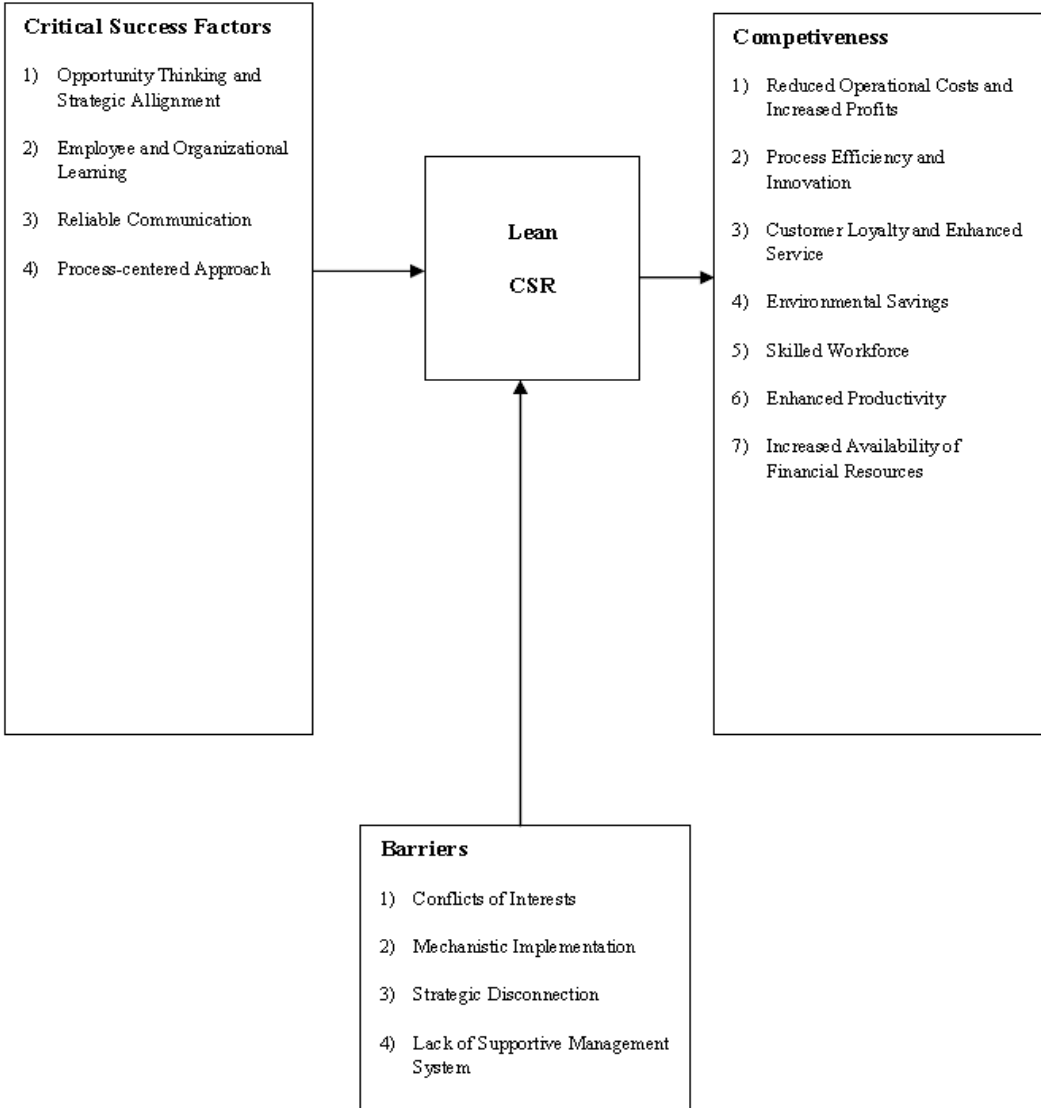 Critical Success Factors
1) Opportunity Thinking and
Strategic Allignment
2) Employee and Organizational
Learning
3) Reliable Communication
4) Process-centered Approach
Lean
CSR
Competiveness
1) Reduced Operational Costs and
Increased Profits
2) Process Efficiency and
Innovation
3) Customer Loyalty and Enhanced
Service
4) Environmental Savings
5) Skilled Workforce
6) Enhanced Productivity
7) Increased Availability of
Financial Resources
Barriers
1) Conflicts of Interests
2) Mechanistic Implementation
3) Strategic Disconnection
4) Lack of Supportive Management
System